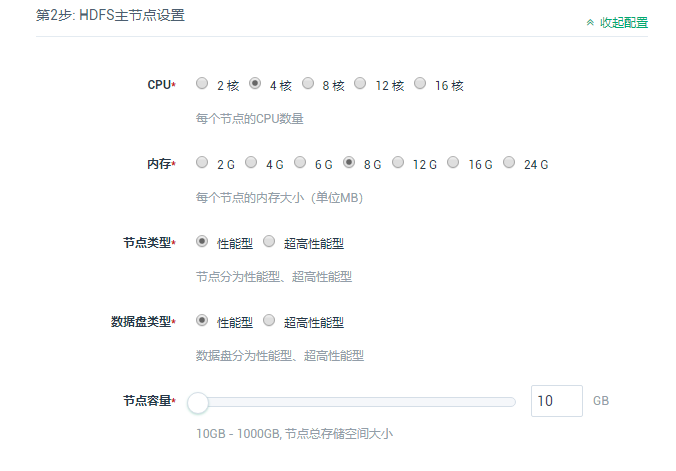 第2步: HDFS主节点设置
收起配置
CPU* 2 核 4 核 8 核 12 核 16 核
每个节点的CPU数量
内存* 2 G 4 G 6 G 8 G 12 G 16 G 24 G
每个节点的内存大小（单位MB）
节点类型* 性能型 超高性能型
节点分为性能型、超高性能型
数据盘类型* 性能型 超高性能型
数据盘分为性能型、超高性能型
节点容量* 10 GB
10GB - 1000GB, 节点总存储空间大小